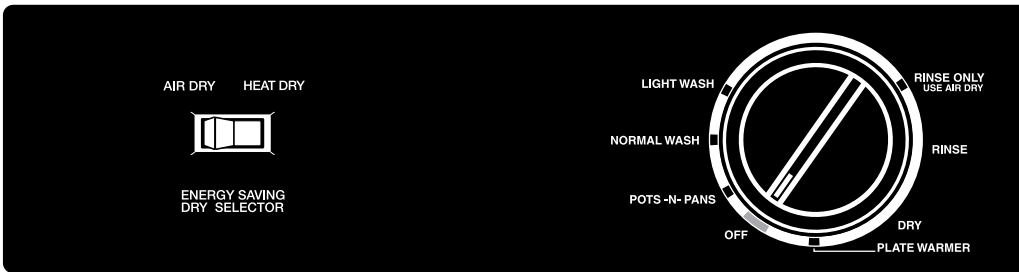 AIR DRY
HEAT DRY
ENERGY SAVING
DRY SELECTOR
LIGHT WASH
NORMAL WASH
POTS -N- PANS
OFF
RINSE ONLY
USE AIR DRY
RINSE
DRY
PLATE WARMER